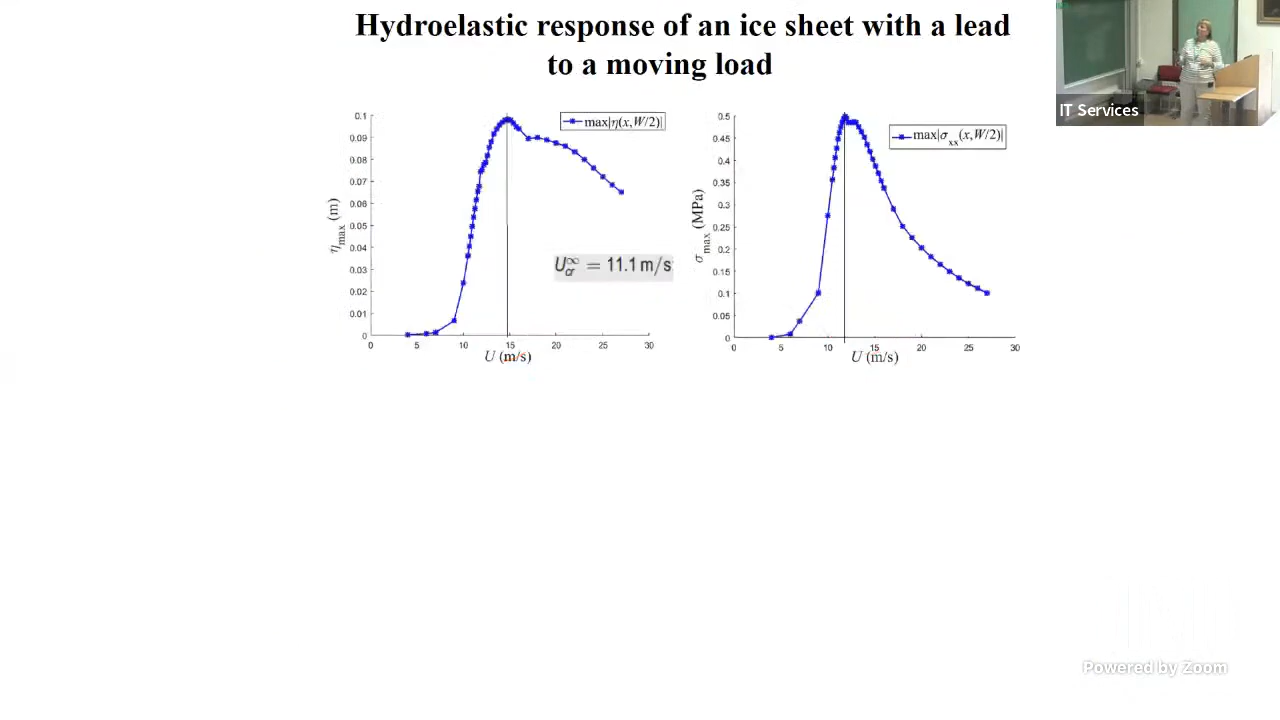 Hydroelastic response of an ice sheet with a lead
to a moving load
IT Services
max|η(x,W/2)|
0.1
0.09
0.08
0.07
0.06
0.05
0.04
0.03
0.02
0.01
0
η_max (m)
0 5 10 15 20 25 30
U (m/s)
U_cr^∞ = 11.1 m/s
max|σ_xx(x,W/2)|
0.5
0.45
0.4
0.35
0.3
0.25
0.2
0.15
0.1
0.05
0
σ_max (MPa)
0 5 10 15 20 25 30
U (m/s)
Powered by Zoom